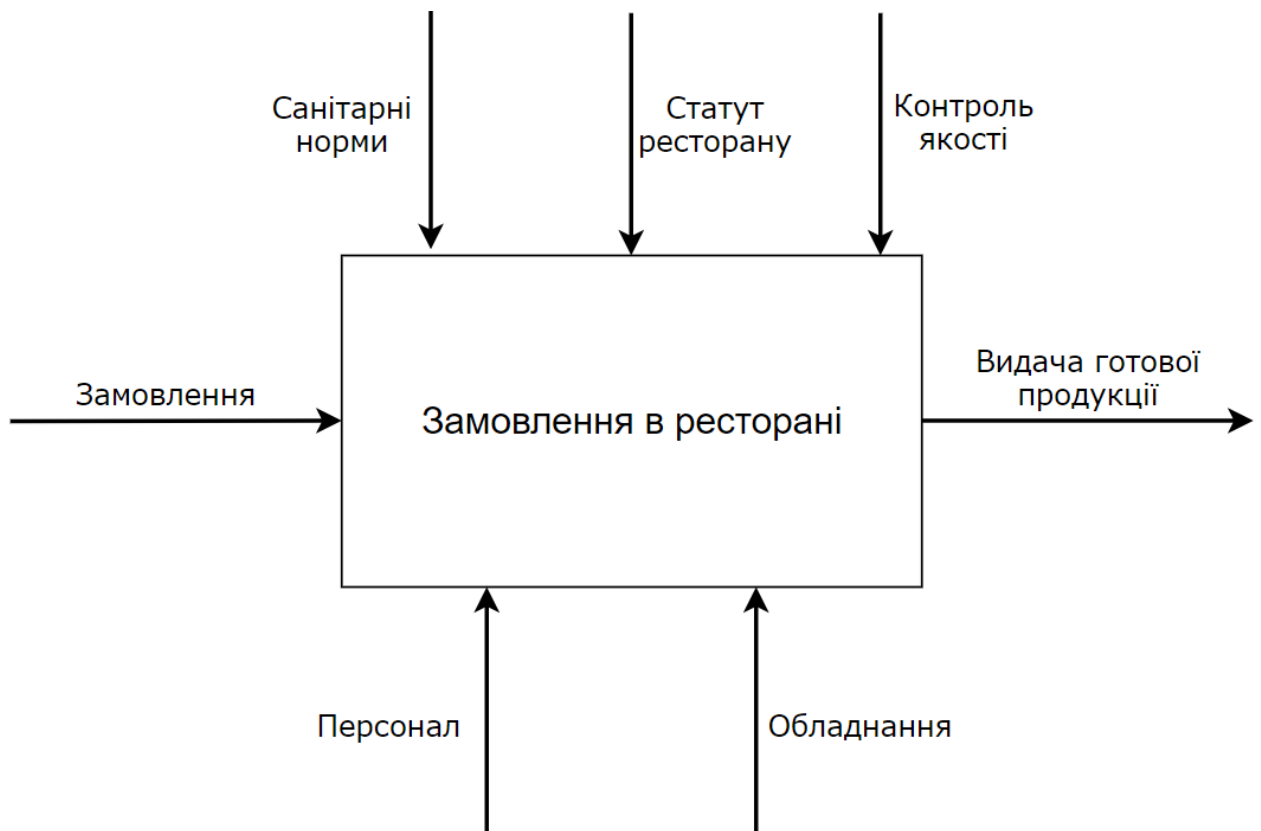 Санітарні
норми
Статут
ресторану
Контроль
якості
Замовлення
Замовлення в ресторані
Видача готової
продукції
Персонал
Обладнання